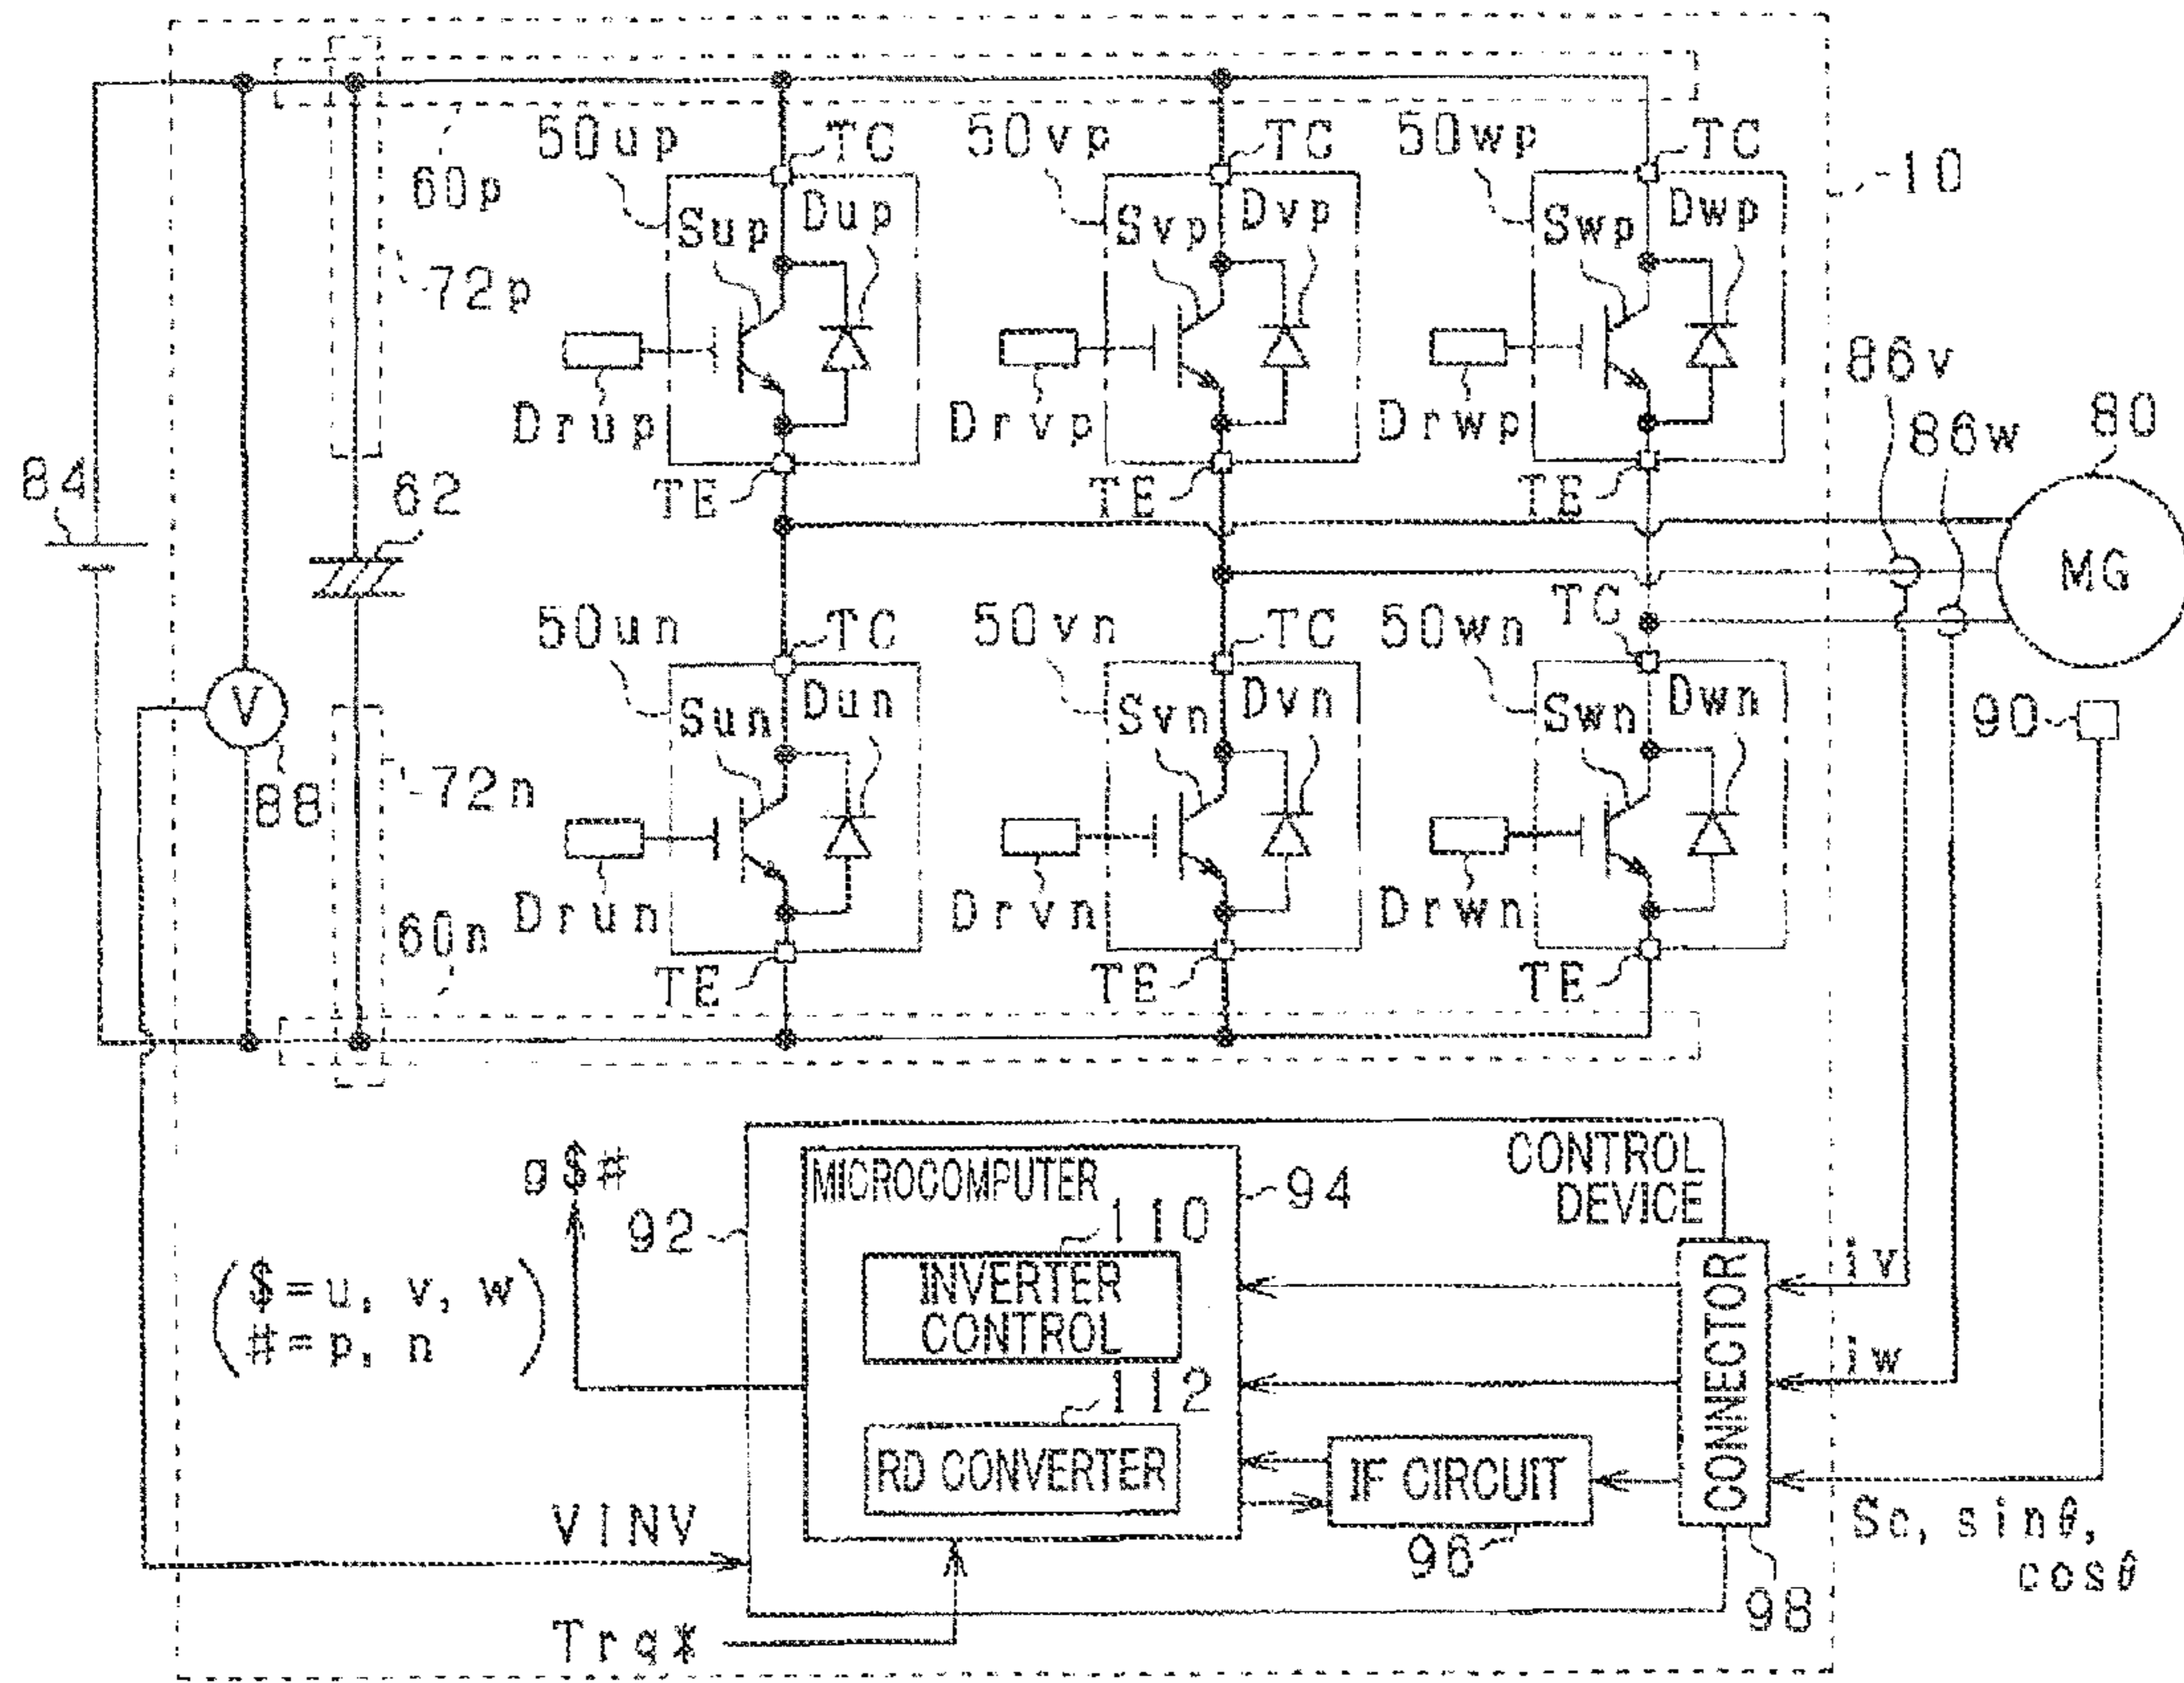 50up
TC
50vp
TC
50wp
TC
-10
60p
Sup
Dup
Svp
Dvp
Swp
Dwp
72p
86v
Drup
Drvp
Drwp
86w
80
84
62
TE
TE
TE
MG
50un
TC
50vn
TC
50wn
TC
V
Sun
Dun
Svn
Dvn
Swn
Dwn
90
72n
88
Drun
Drvn
Drwn
60n
TE
TE
TE
g$#
MICROCOMPUTER
94
CONTROL
DEVICE
92
110
($=u, v, w
#=p, n)
INVERTER
CONTROL
iv
CONNECTOR
iw
112
RD CONVERTER
IF CIRCUIT
VINV
96
Sc, sinθ,
cosθ
98
Trq*